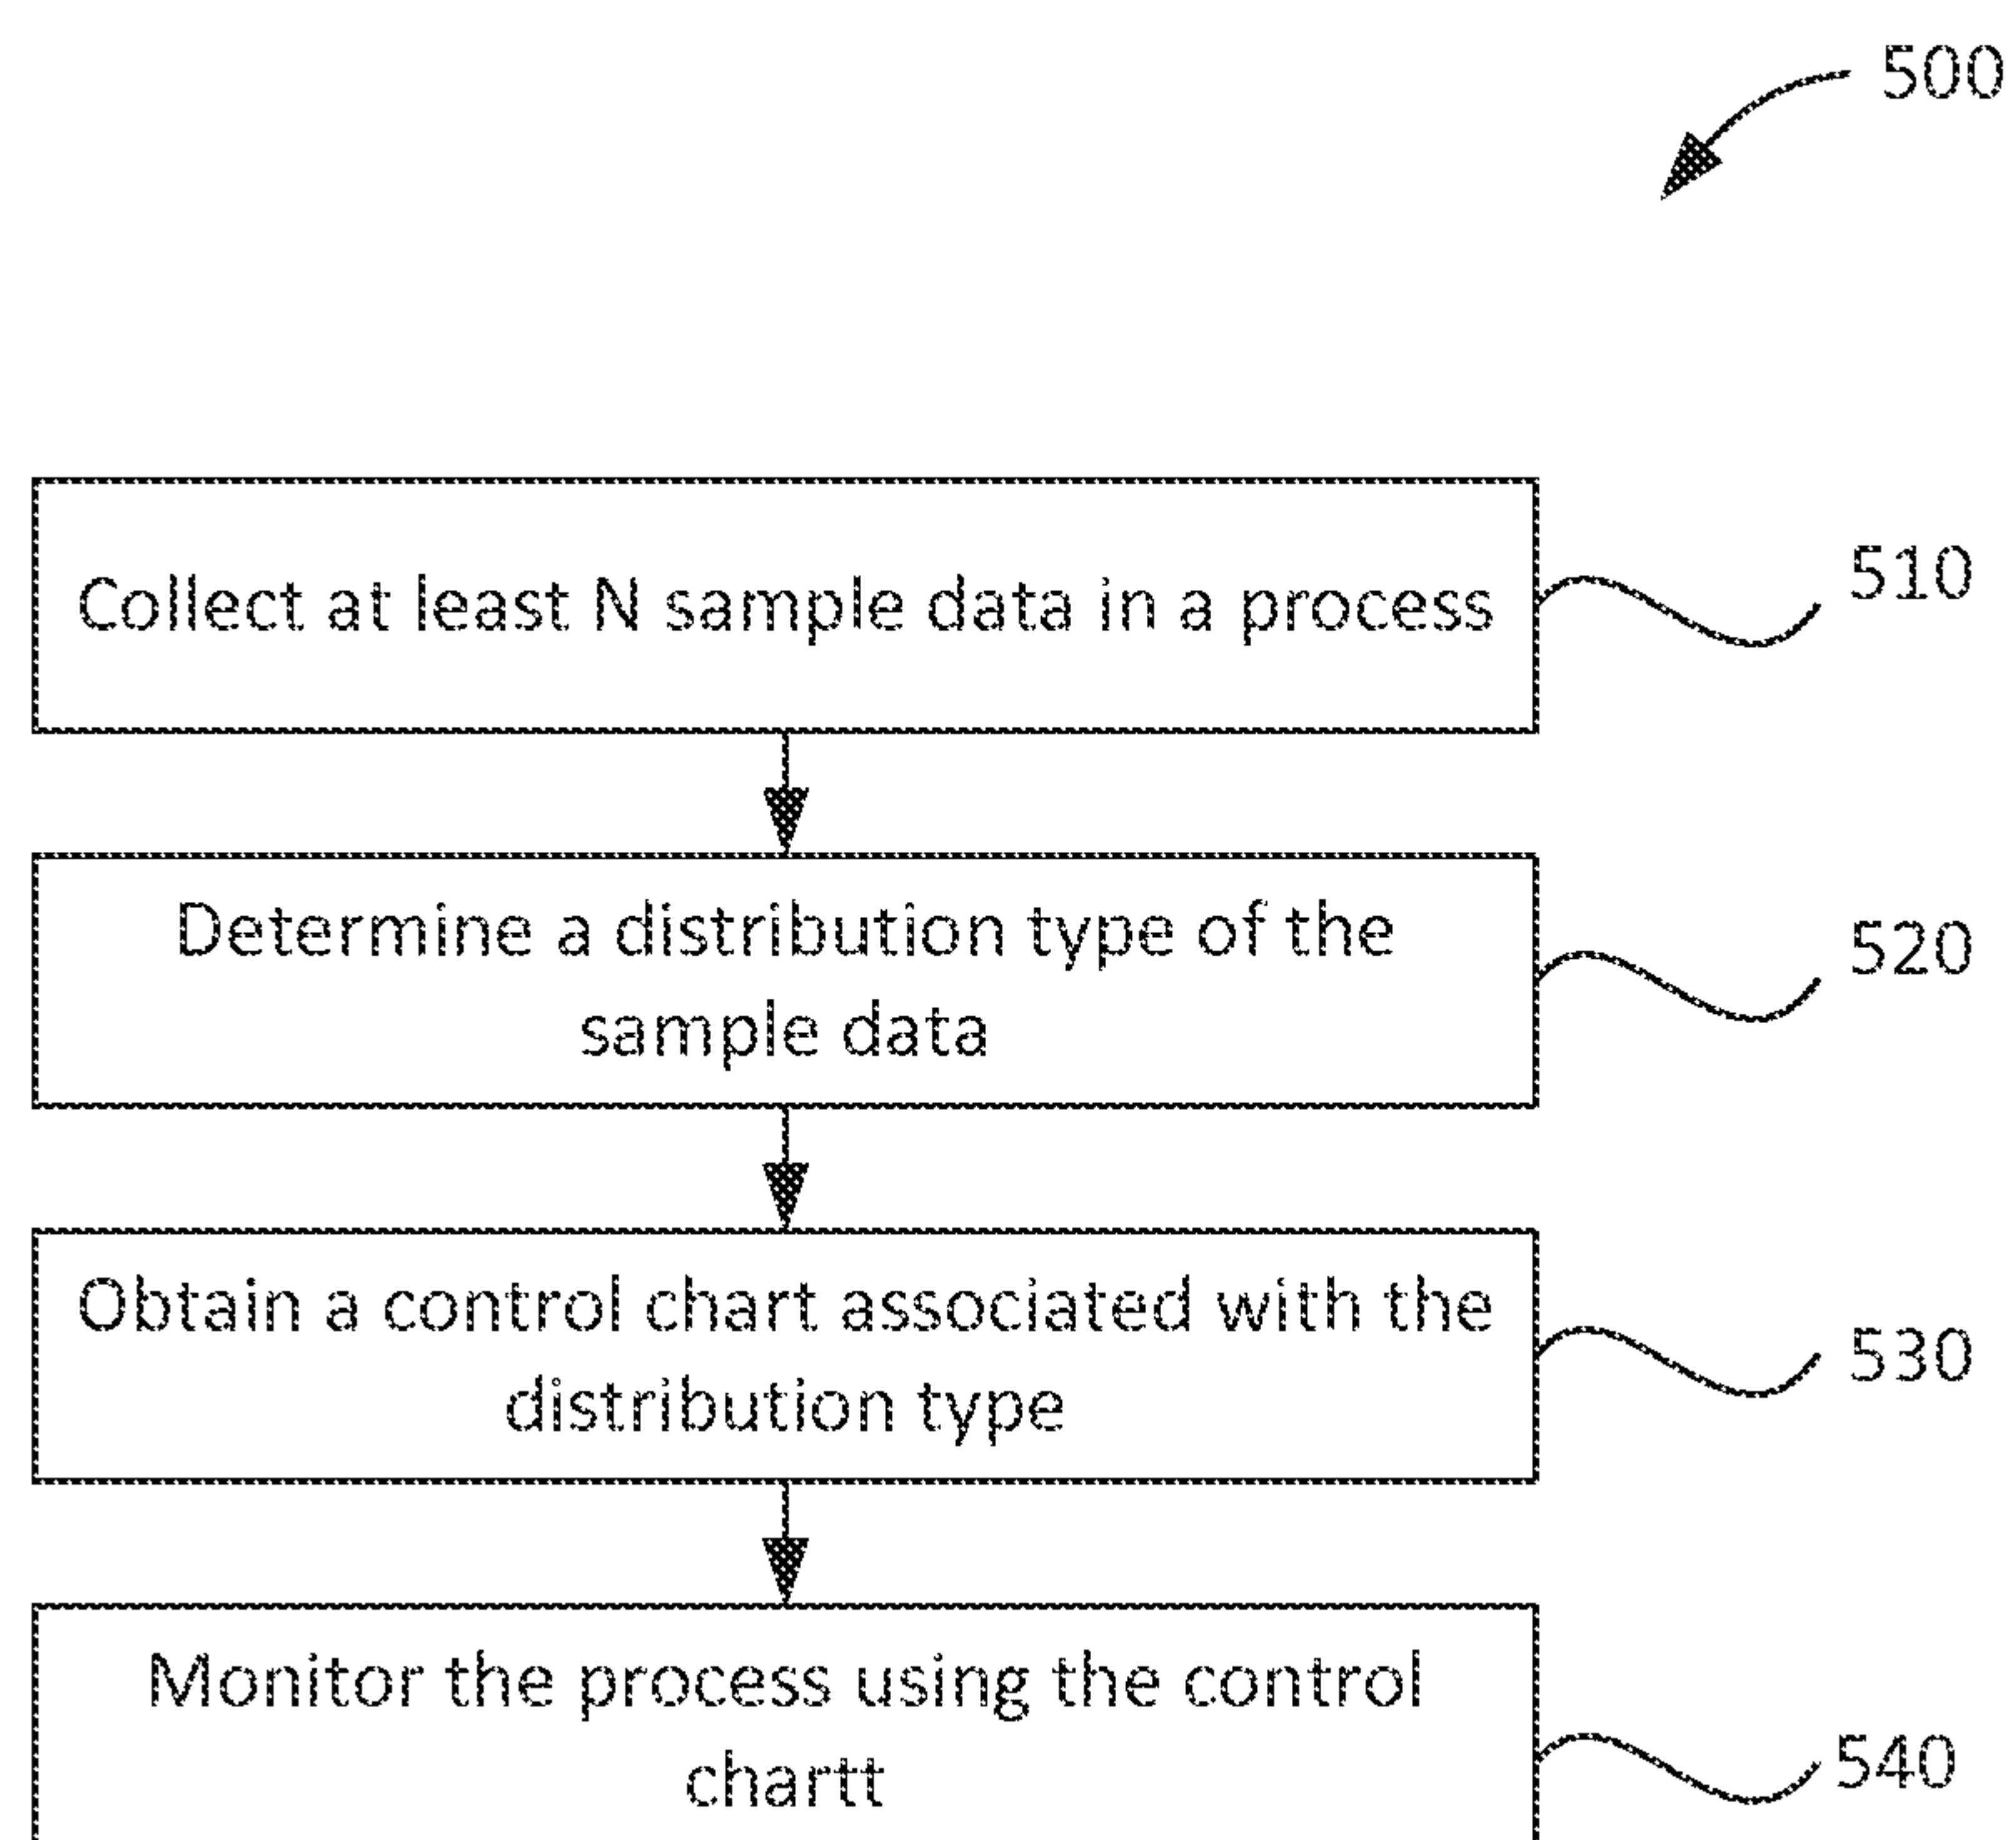 500
Collect at least N sample data in a process
510
Determine a distribution type of the
sample data
520
Obtain a control chart associated with the
distribution type
530
Monitor the process using the control
chartt
540